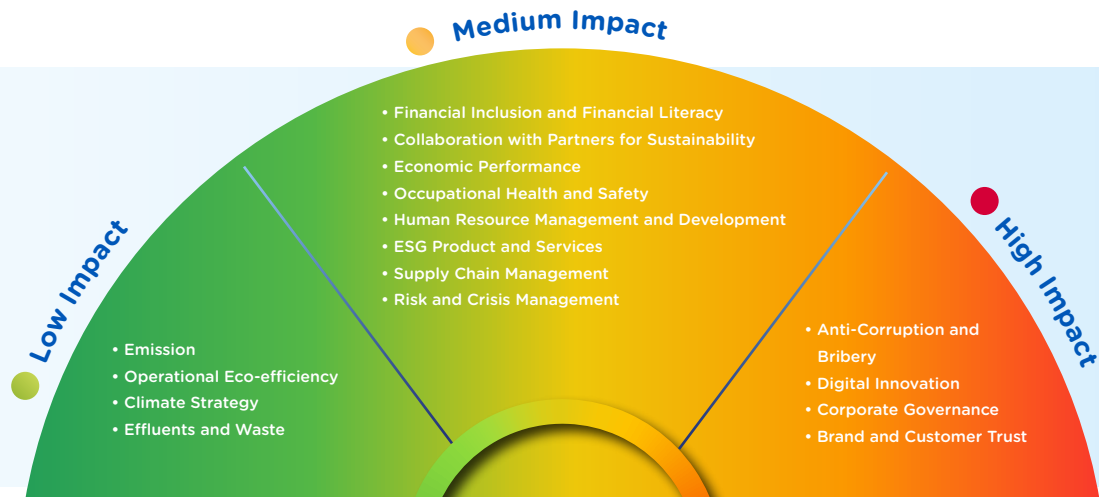 Medium Impact
• Financial Inclusion and Financial Literacy
• Collaboration with Partners for Sustainability
• Economic Performance
• Occupational Health and Safety
• Human Resource Management and Development
• ESG Product and Services
• Supply Chain Management
• Risk and Crisis Management
Low Impact
• Emission
• Operational Eco-efficiency
• Climate Strategy
• Effluents and Waste
High Impact
• Anti-Corruption and
Bribery
• Digital Innovation
• Corporate Governance
• Brand and Customer Trust